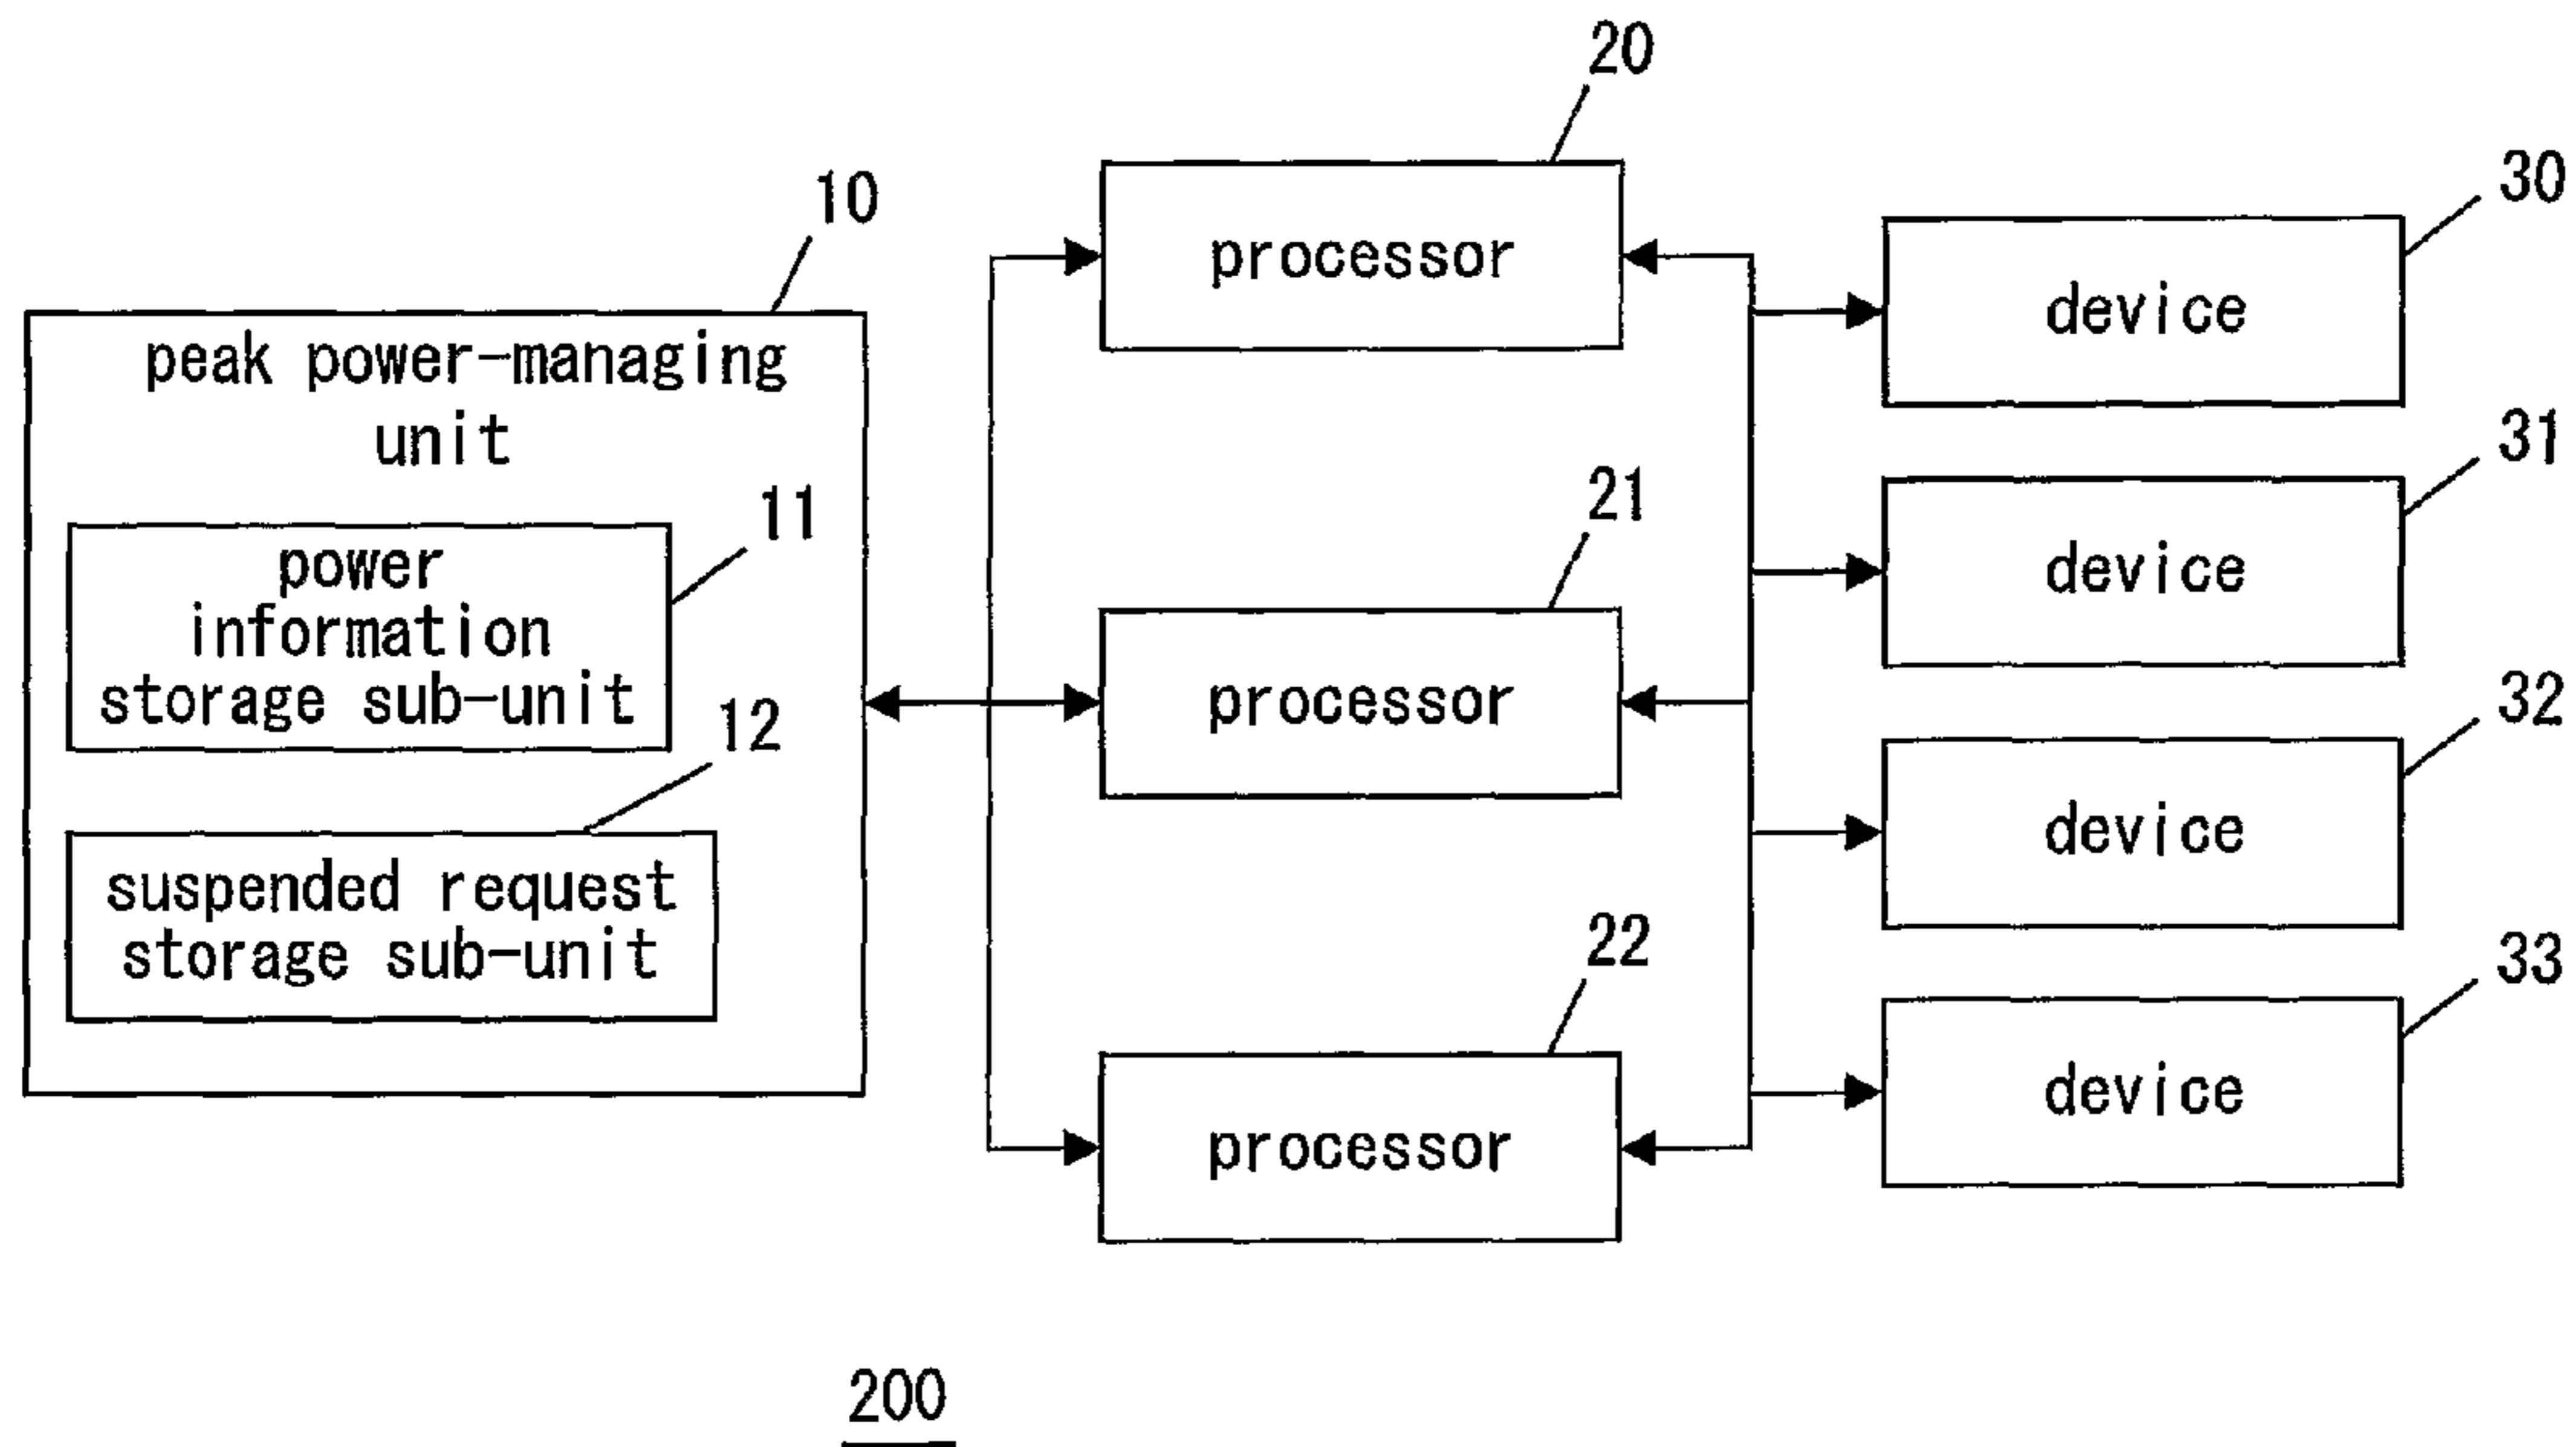 20
30
10
processor
device
peak power-managing
unit
31
21
11
power
information
storage sub-unit
device
processor
32
12
suspended request
storage sub-unit
device
22
33
processor
device
200